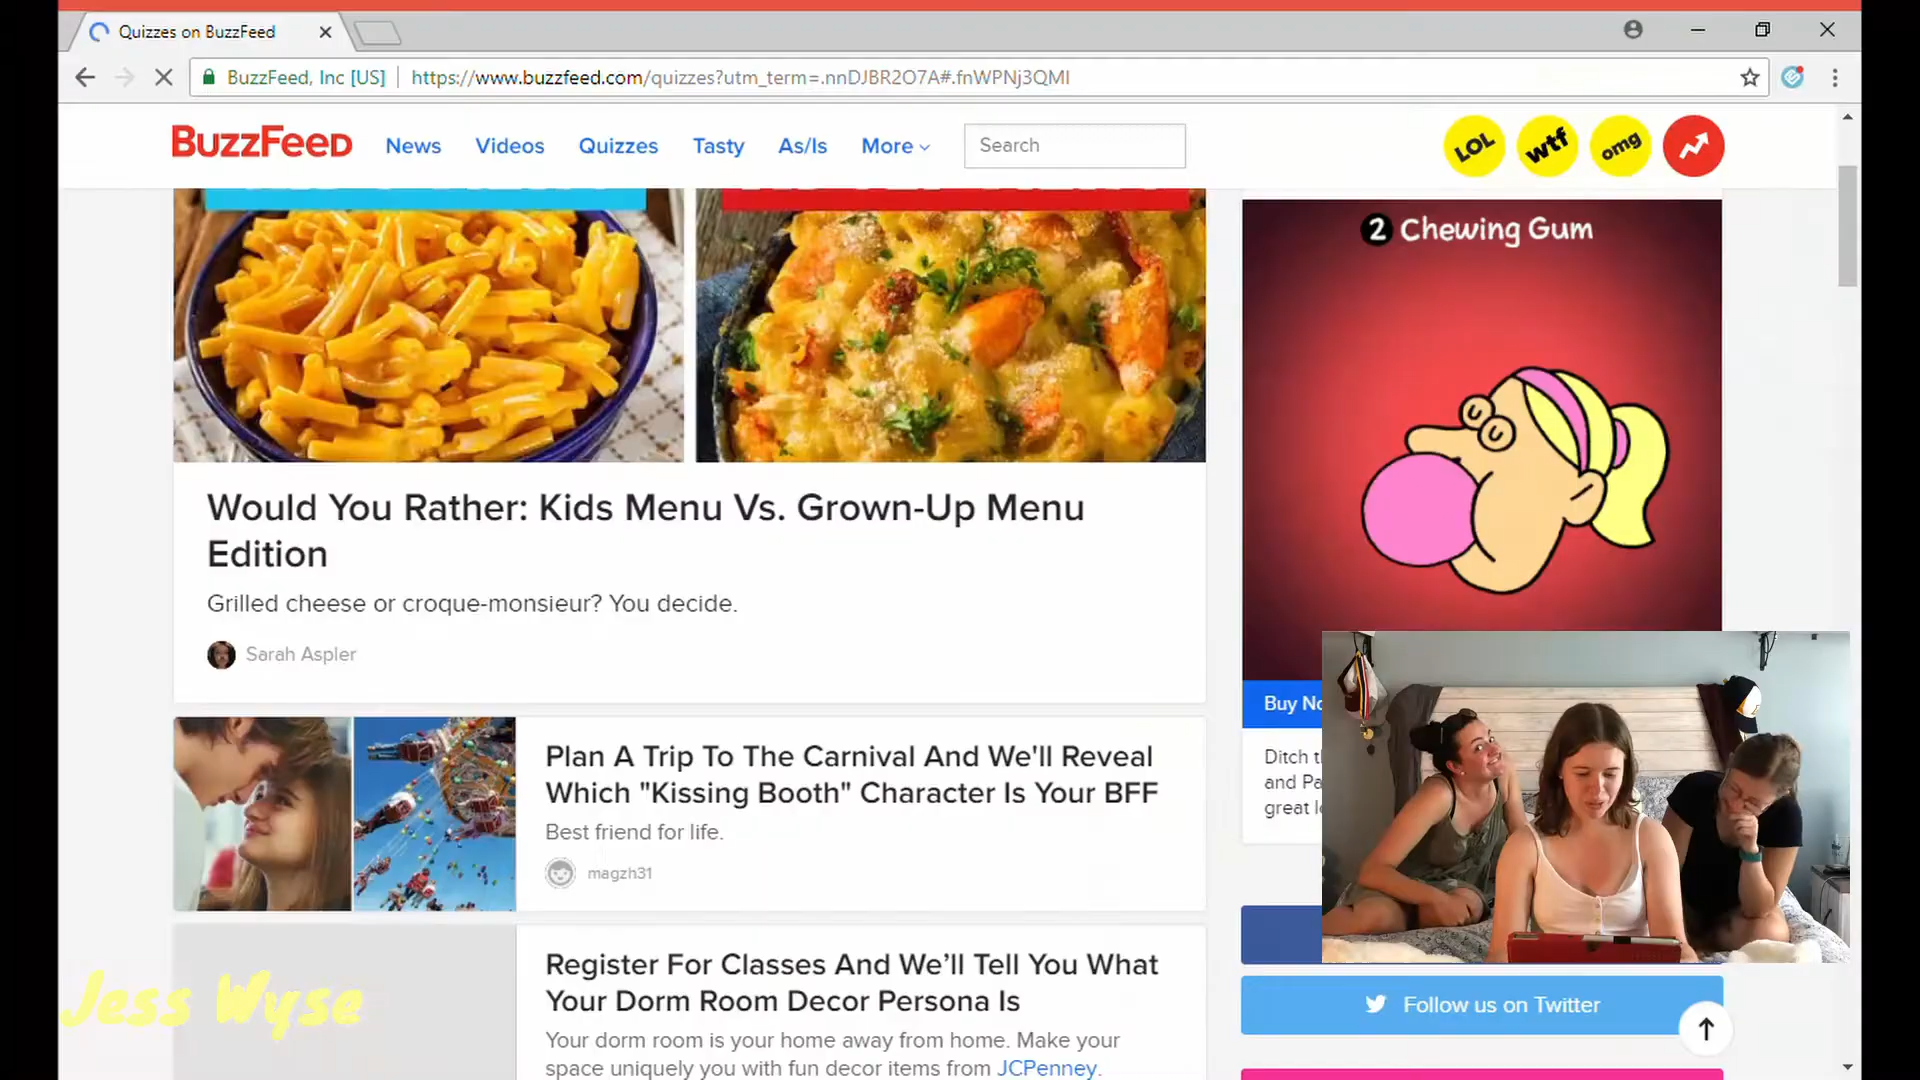 Quizzes on BuzzFeed
BuzzFeed, Inc [US]
https://www.buzzfeed.com/quizzes?utm_term=.nnDJBR2O7A#.fnWPNj3QMl
BuzzFeed
News
Videos
Quizzes
Tasty
As/Is
More
Search
LOL
wtf
omg
2 Chewing Gum
Would You Rather: Kids Menu Vs. Grown-Up Menu
Edition
Grilled cheese or croque-monsieur? You decide.
Sarah Aspler
Buy
Ditch
and
great
Plan A Trip To The Carnival And We'll Reveal
Which "Kissing Booth" Character Is Your BFF
Best friend for life.
magzh31
Register For Classes And We’ll Tell You What
Your Dorm Room Decor Persona Is
Your dorm room is your home away from home. Make your
space uniquely you with fun decor items from JCPenney.
Follow us on Twitter
Jess Wyse